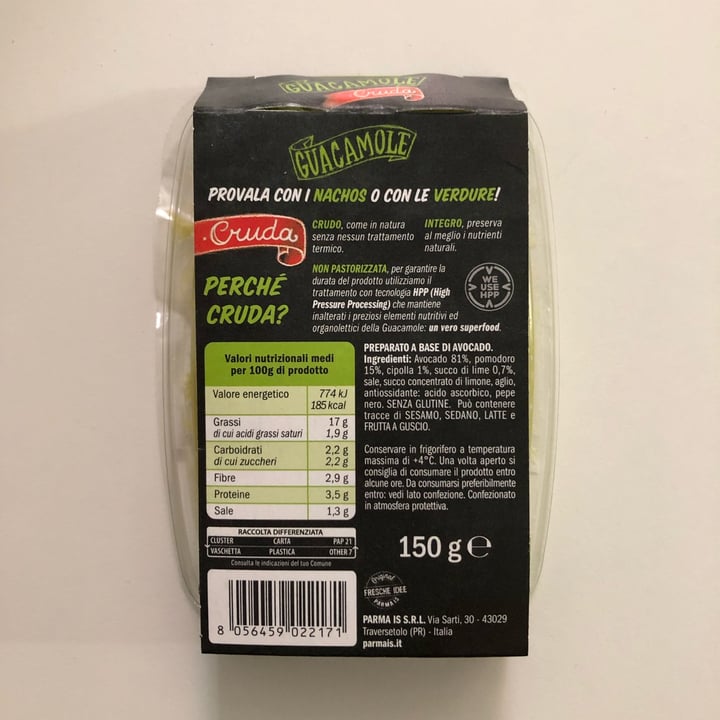 GUACAMOLE
Cruda
GUACAMOLE
PROVALA CON I NACHOS O CON LE VERDURE!
Cruda
CRUDO, come in natura
senza nessun trattamento
termico.
INTEGRO, preserva
al meglio i nutrienti
naturali.
PERCHÉ
CRUDA?
NON PASTORIZZATA, per garantire la
durata del prodotto utilizziamo il
trattamento con tecnologia HPP (High
Pressure Processing) che mantiene
inalterati i preziosi elementi nutritivi ed
organolettici della Guacamole: un vero superfood.
WE
USE
HPP
Valori nutrizionali medi
per 100g di prodotto
Valore energetico 774 kJ
185 kcal
Grassi 17 g
di cui acidi grassi saturi 1,9 g
Carboidrati 2,2 g
di cui zuccheri 2,2 g
Fibre 2,9 g
Proteine 3,5 g
Sale 1,3 g
PREPARATO A BASE DI AVOCADO.
Ingredienti: Avocado 81%, pomodoro
15%, cipolla 1%, succo di lime 0,7%,
sale, succo concentrato di limone, aglio,
antiossidante: acido ascorbico, pepe
nero. SENZA GLUTINE. Può contenere
tracce di SESAMO, SEDANO, LATTE e
FRUTTA A GUSCIO.
Conservare in frigorifero a temperatura
massima di +4°C. Una volta aperto si
consiglia di consumare il prodotto entro
alcune ore. Da consumarsi preferibilmente
entro: vedi lato confezione. Confezionato
in atmosfera protettiva.
RACCOLTA DIFFERENZIATA
CLUSTER CARTA PAP 21
VASCHETTA PLASTICA OTHER 7
Consulta le indicazioni del tuo Comune
150 g e
Original
FRESCHE IDEE
PARMA IS
8 056459 022171
PARMA IS S.R.L. Via Sarti, 30 - 43029
Traversetolo (PR) - Italia
parmais.it